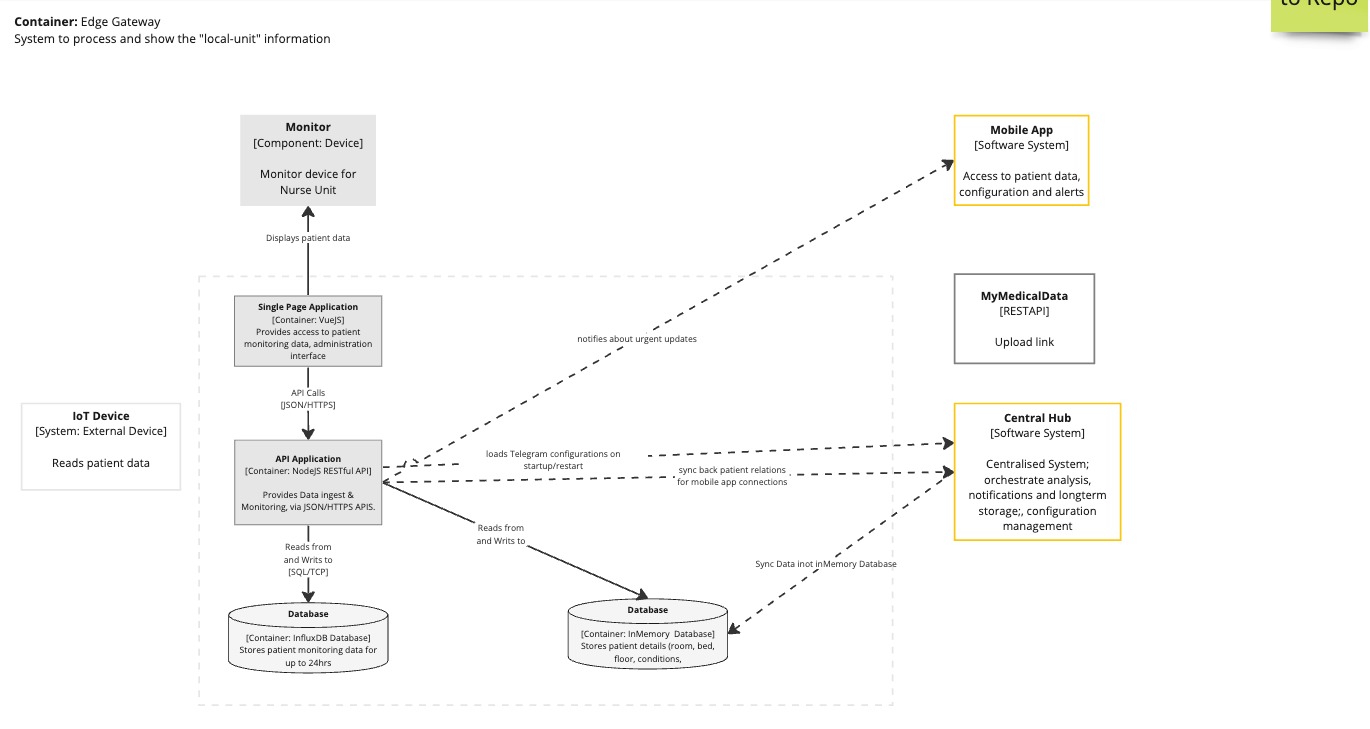 Container: Edge Gateway
System to process and show the "local-unit" information
to Repo
Monitor
[Component: Device]
Monitor device for
Nurse Unit
Mobile App
[Software System]
Access to patient data,
configuration and alerts
Displays patient data
Single Page Application
[Container: VueJS]
Provides access to patient
monitoring data, administration
interface
MyMedicalData
[RESTAPI]
Upload link
notifies about urgent updates
API Calls
[JSON/HTTPS]
IoT Device
[System: External Device]
Reads patient data
Central Hub
[Software System]
Centralised System;
orchestrate analysis,
notifications and longterm
storage;, configuration
management
API Application
[Container: NodeJS RESTful API]
Provides Data ingest &
Monitoring, via JSON/HTTPS APIS.
loads Telegram configurations on
startup/restart
sync back patient relations
for mobile app connections
Reads from
and Writs to
Reads from
and Writs to
[SQL/TCP]
Sync Data inot inMemory Database
Database
[Container: InfluxDB Database]
Stores patient monitoring data for
up to 24hrs
Database
[Container: InMemory Database]
Stores patient details (room, bed,
floor, conditions,